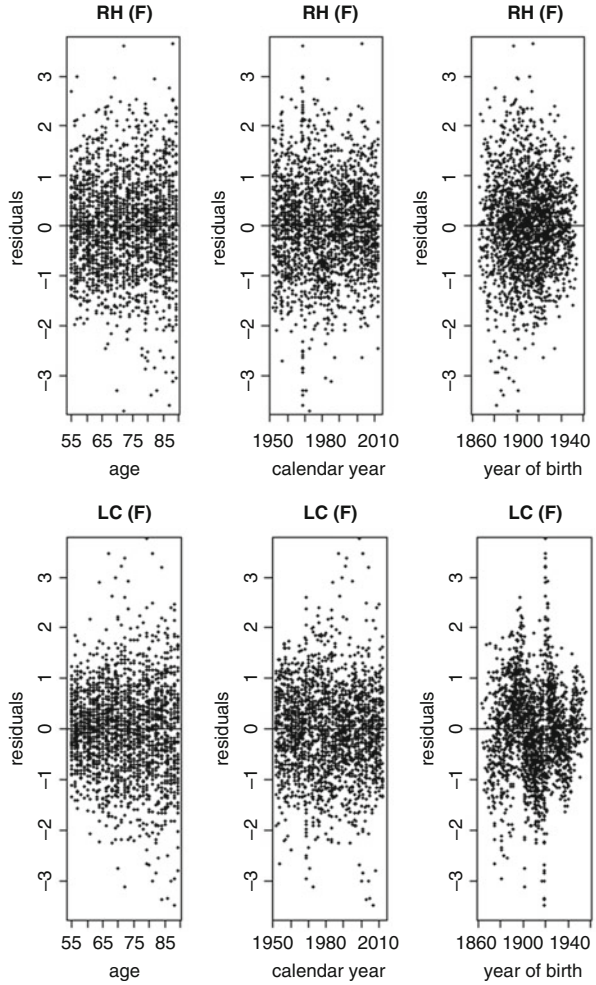 RH (F) RH (F) RH (F)
residuals residuals residuals
3 2 1 0 −1 −2 −3
3 2 1 0 −1 −2 −3
3 2 1 0 −1 −2 −3
55 65 75 85 1950 1980 2010 1860 1900 1940
age calendar year year of birth
LC (F) LC (F) LC (F)
residuals residuals residuals
3 2 1 0 −1 −2 −3
3 2 1 0 −1 −2 −3
3 2 1 0 −1 −2 −3
55 65 75 85 1950 1980 2010 1860 1900 1940
age calendar year year of birth